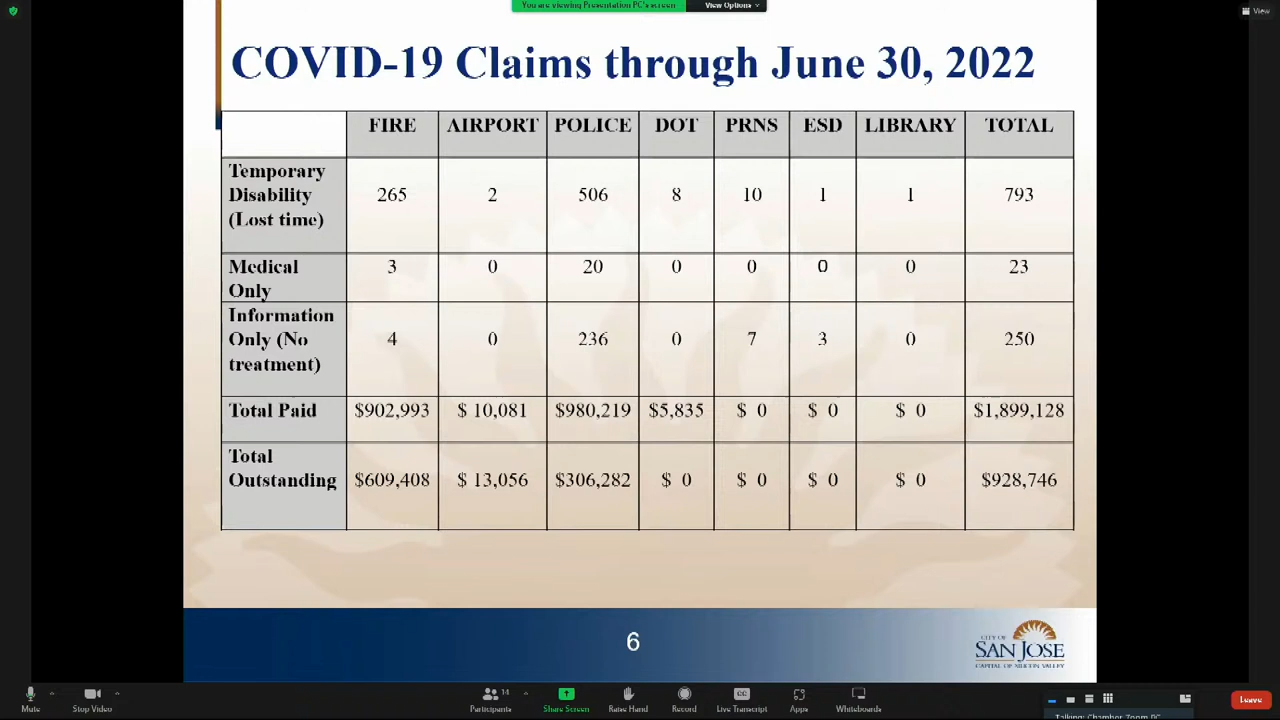 You are viewing Presentation PC's screen View Options
View
COVID-19 Claims through June 30, 2022
FIRE AIRPORT POLICE DOT PRNS ESD LIBRARY TOTAL
Temporary
Disability
(Lost time)
265 2 506 8 10 1 1 793
Medical
Only
3 0 20 0 0 0 0 23
Information
Only (No
treatment)
4 0 236 0 7 3 0 250
Total Paid $902,993 $ 10,081 $980,219 $5,835 $ 0 $ 0 $ 0 $1,899,128
Total
Outstanding
$609,408 $ 13,056 $306,282 $ 0 $ 0 $ 0 $ 0 $928,746
6
CITY OF
SAN JOSE
CAPITAL OF SILICON VALLEY
14
Mute Stop Video Participants Share Screen Raise Hand Record Live Transcript Apps Whiteboards Leave
Talking: Chamber Zoom PC